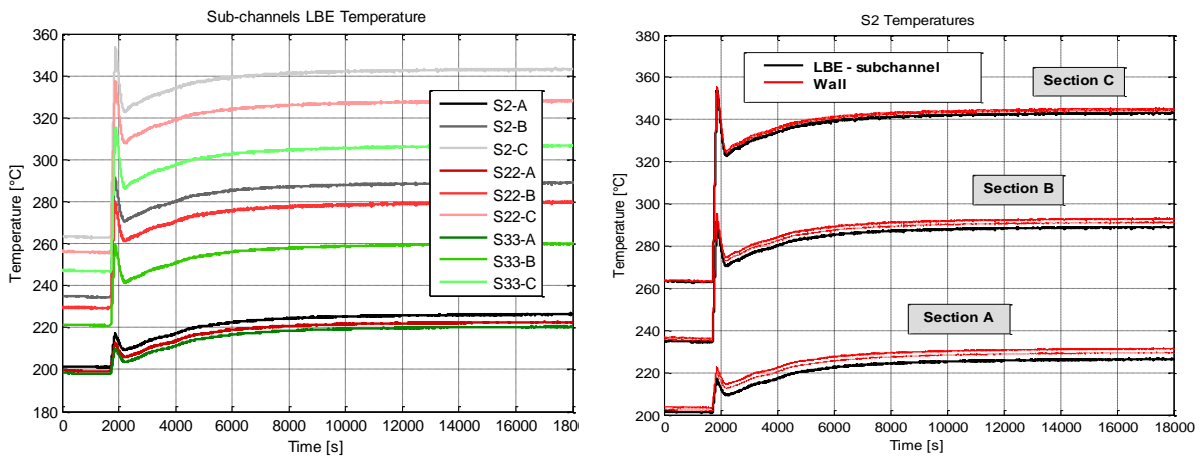 Sub-channels LBE Temperature
360
340
320
300
280
260
240
220
200
180
Temperature [°C]
S2-A
S2-B
S2-C
S22-A
S22-B
S22-C
S33-A
S33-B
S33-C
0 2000 4000 6000 8000 10000 12000 14000 16000 1800
Time [s]
S2 Temperatures
380
360
340
320
300
280
260
240
220
200
Temperature [°C]
LBE - subchannel
Wall
Section C
Section B
Section A
0 2000 4000 6000 8000 10000 12000 14000 16000 18000
Time [s]